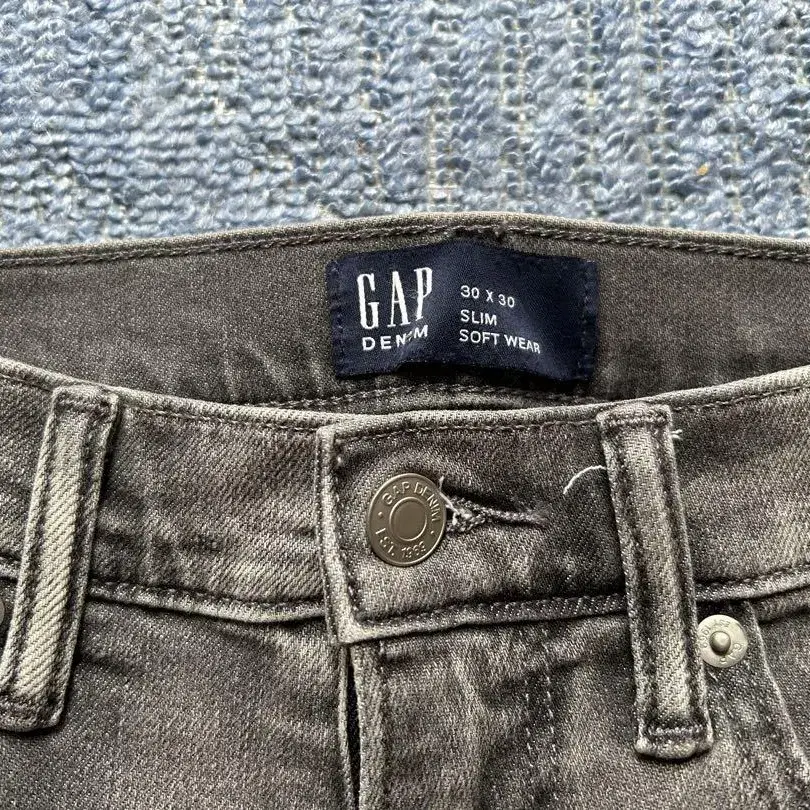 GAP
DENIM
30 X 30
SLIM
SOFT WEAR
GAP DENIM
EST. 1969